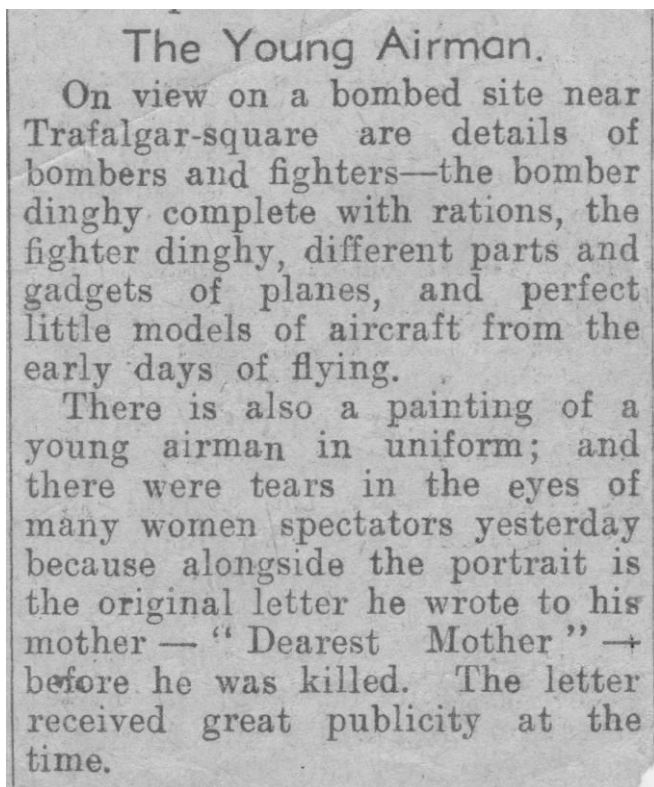 The Young Airman.
On view on a bombed site near
Trafalgar-square are details of
bombers and fighters—the bomber
dinghy complete with rations, the
fighter dinghy, different parts and
gadgets of planes, and perfect
little models of aircraft from the
early days of flying.
There is also a painting of a
young airman in uniform; and
there were tears in the eyes of
many women spectators yesterday
because alongside the portrait is
the original letter he wrote to his
mother — “ Dearest Mother ” —
before he was killed. The letter
received great publicity at the
time.